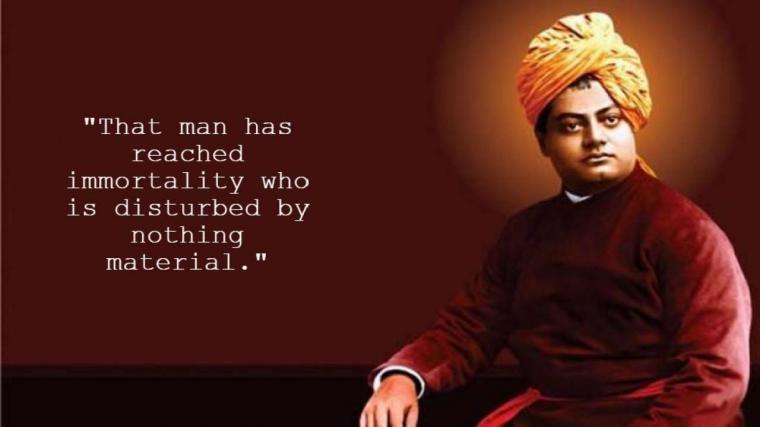 "That man has
reached
immortality who
is disturbed by
nothing
material."